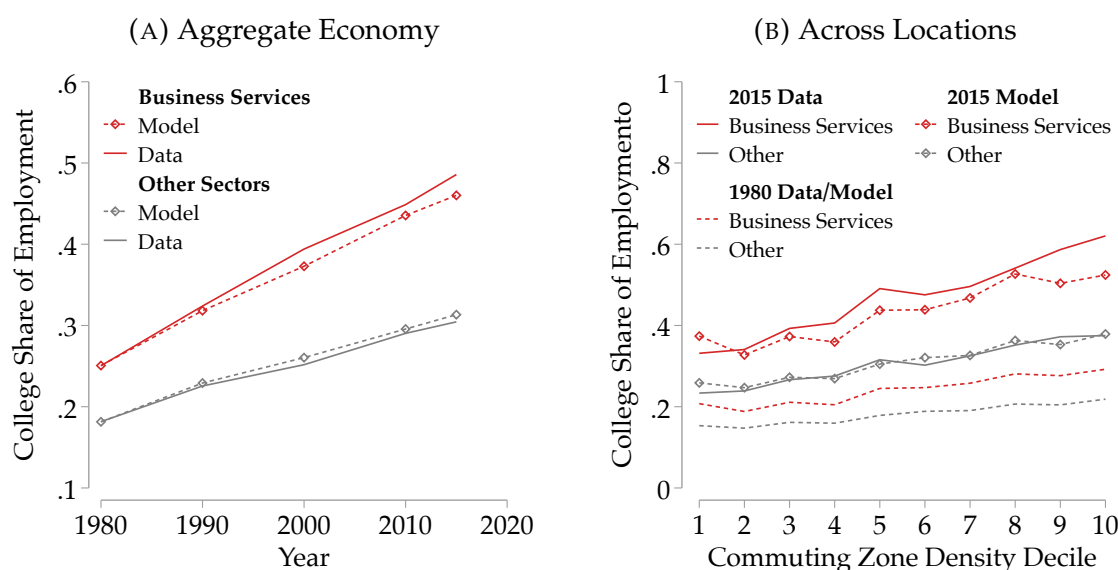 (A) Aggregate Economy
College Share of Employment
.6
.5
.4
.3
.2
.1
Business Services
Model
Data
Other Sectors
Model
Data
1980 1990 2000 2010 2020
Year
(B) Across Locations
College Share of Employmento
1
.8
.6
.4
.2
0
2015 Data
Business Services
Other
2015 Model
Business Services
Other
1980 Data/Model
Business Services
Other
1 2 3 4 5 6 7 8 9 10
Commuting Zone Density Decile